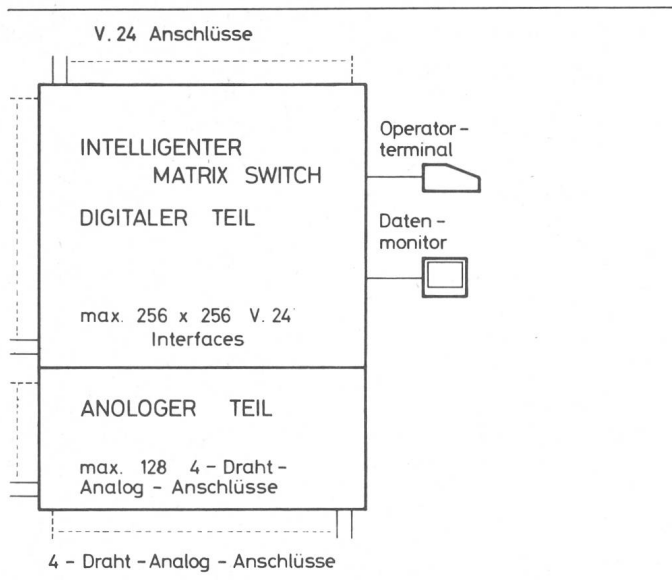 V.24 Anschlüsse
INTELLIGENTER
MATRIX SWITCH
DIGITALER TEIL
max. 256 x 256 V.24
Interfaces
Operator-
terminal
Daten-
monitor
ANOLOGER TEIL
max. 128 4-Draht-
Analog-Anschlüsse
4-Draht-Analog-Anschlüsse